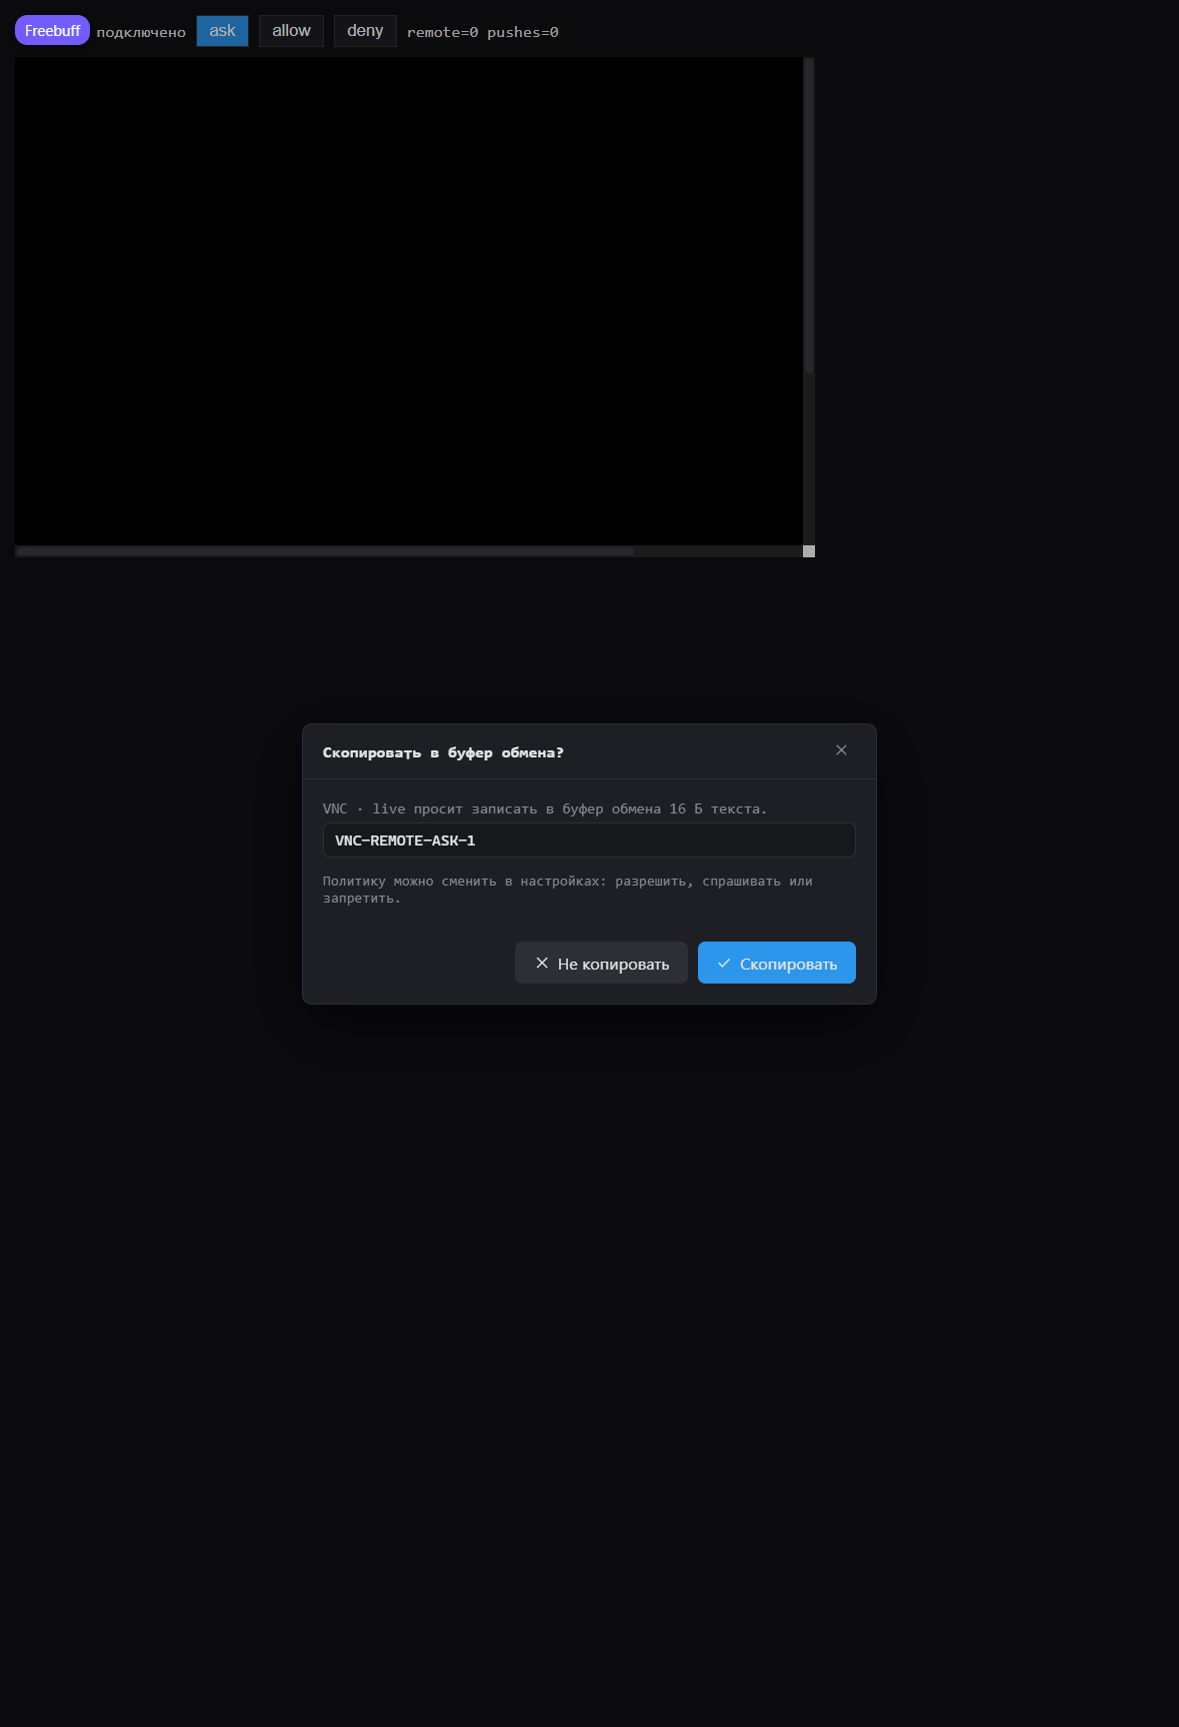 Freebuff подключено ask allow deny remote=0 pushes=0
Скопировать в буфер обмена?
VNC · live просит записать в буфер обмена 16 Б текста.
VNC-REMOTE-ASK-1
Политику можно сменить в настройках: разрешить, спрашивать или
запретить.
Не копировать Скопировать